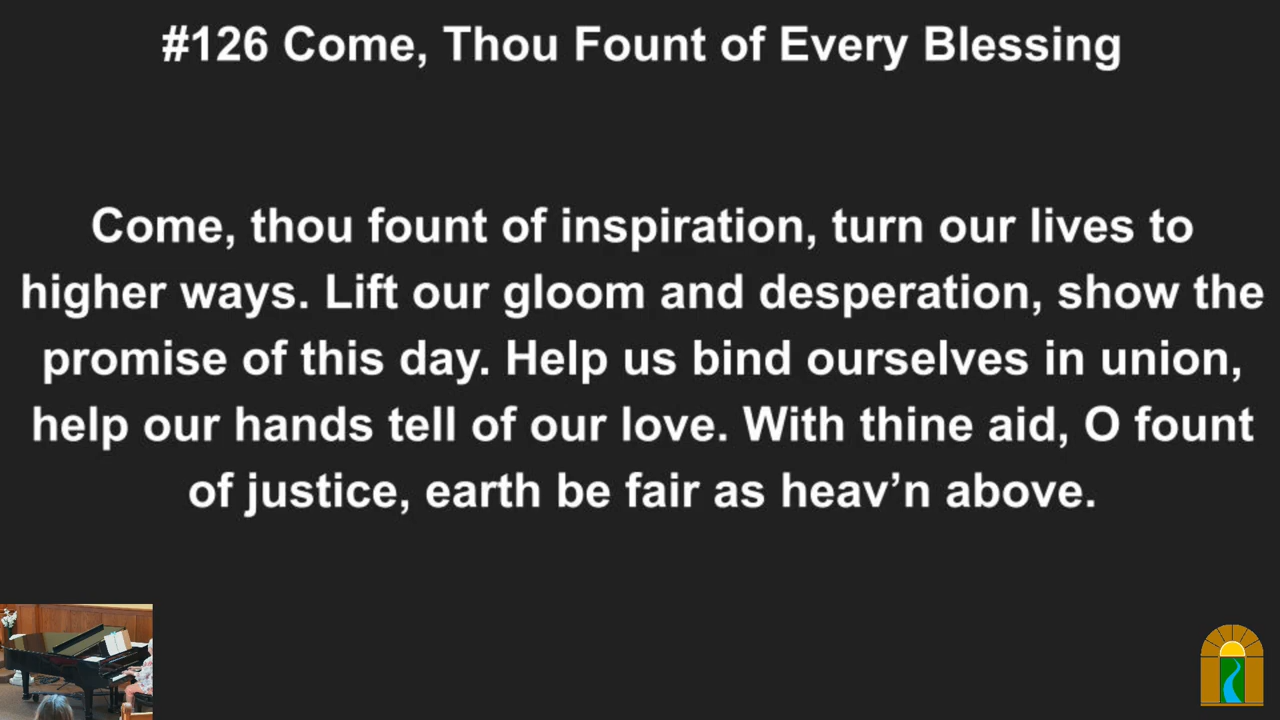 #126 Come, Thou Fount of Every Blessing
Come, thou fount of inspiration, turn our lives to
higher ways. Lift our gloom and desperation, show the
promise of this day. Help us bind ourselves in union,
help our hands tell of our love. With thine aid, O fount
of justice, earth be fair as heav’n above.